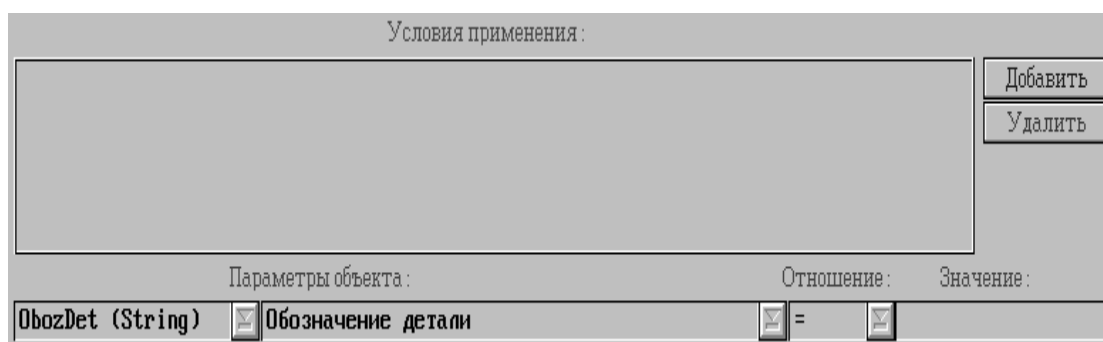 Условия применения :
Добавить
Удалить
Параметры объекта : Отношение : Значение :
ObozDet (String) Обозначение детали =